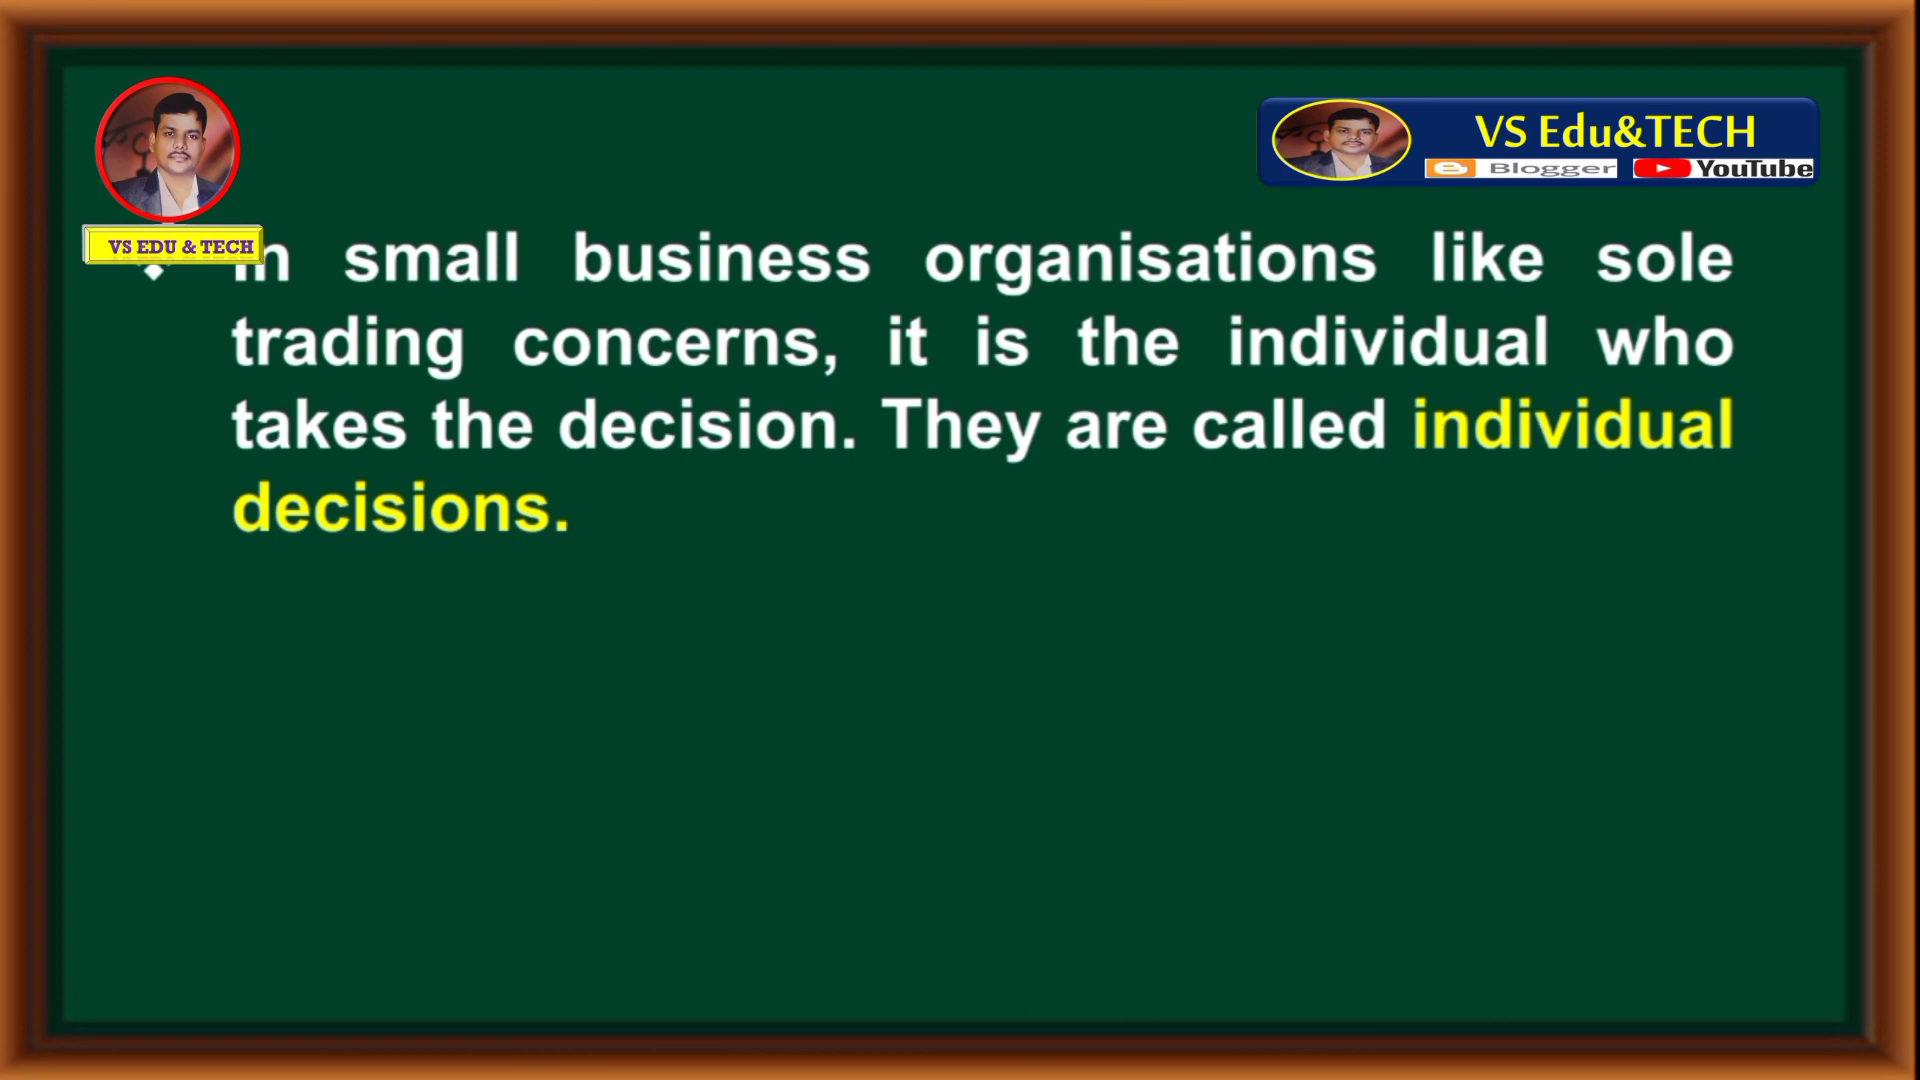 VS Edu&TECH
Blogger YouTube
VS EDU & TECH
In small business organisations like sole
trading concerns, it is the individual who
takes the decision. They are called individual
decisions.